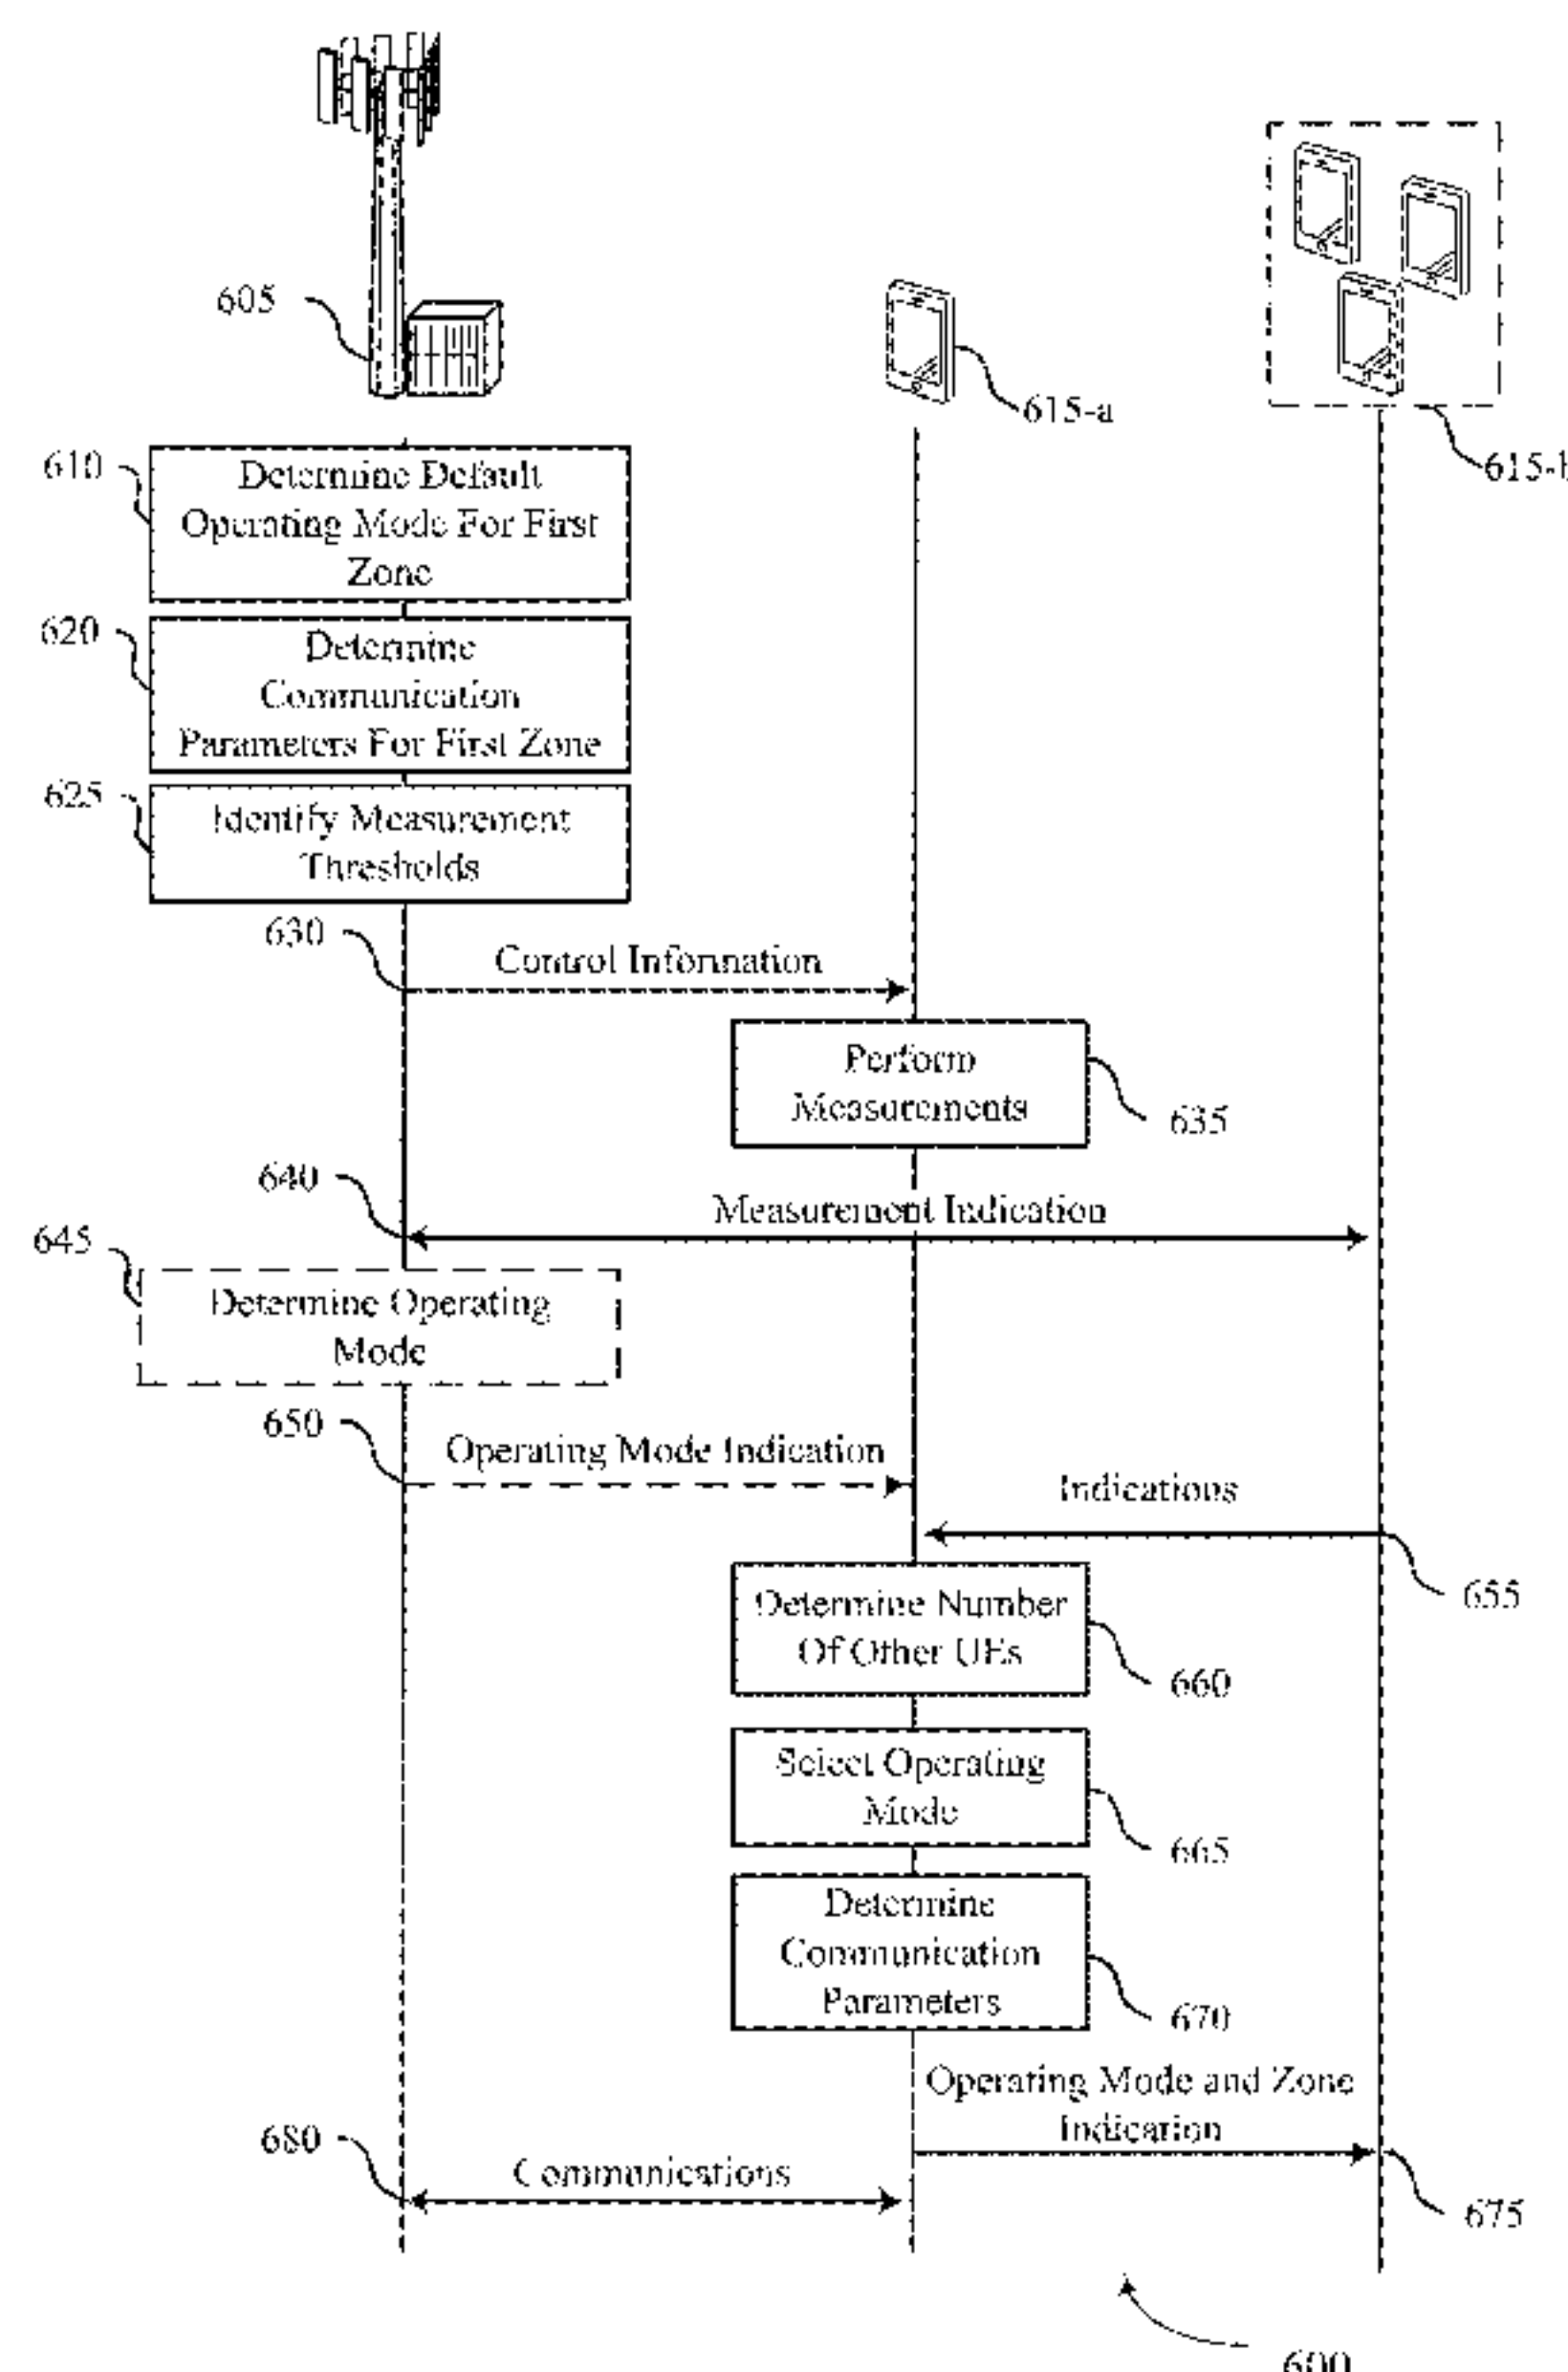 605
615-a
615-b
610
Determine Default
Operating Mode For First
Zone
620
Determine
Communication
Parameters For First Zone
625
Identify Measurement
Thresholds
630
Control Information
Perform
Measurements
635
640
Measurement Indication
645
Determine Operating
Mode
650
Operating Mode Indication
Indications
655
Determine Number
Of Other UEs
660
Select Operating
Mode
665
Determine
Communication
Parameters
670
Operating Mode and Zone
Indication
675
680
Communications
600